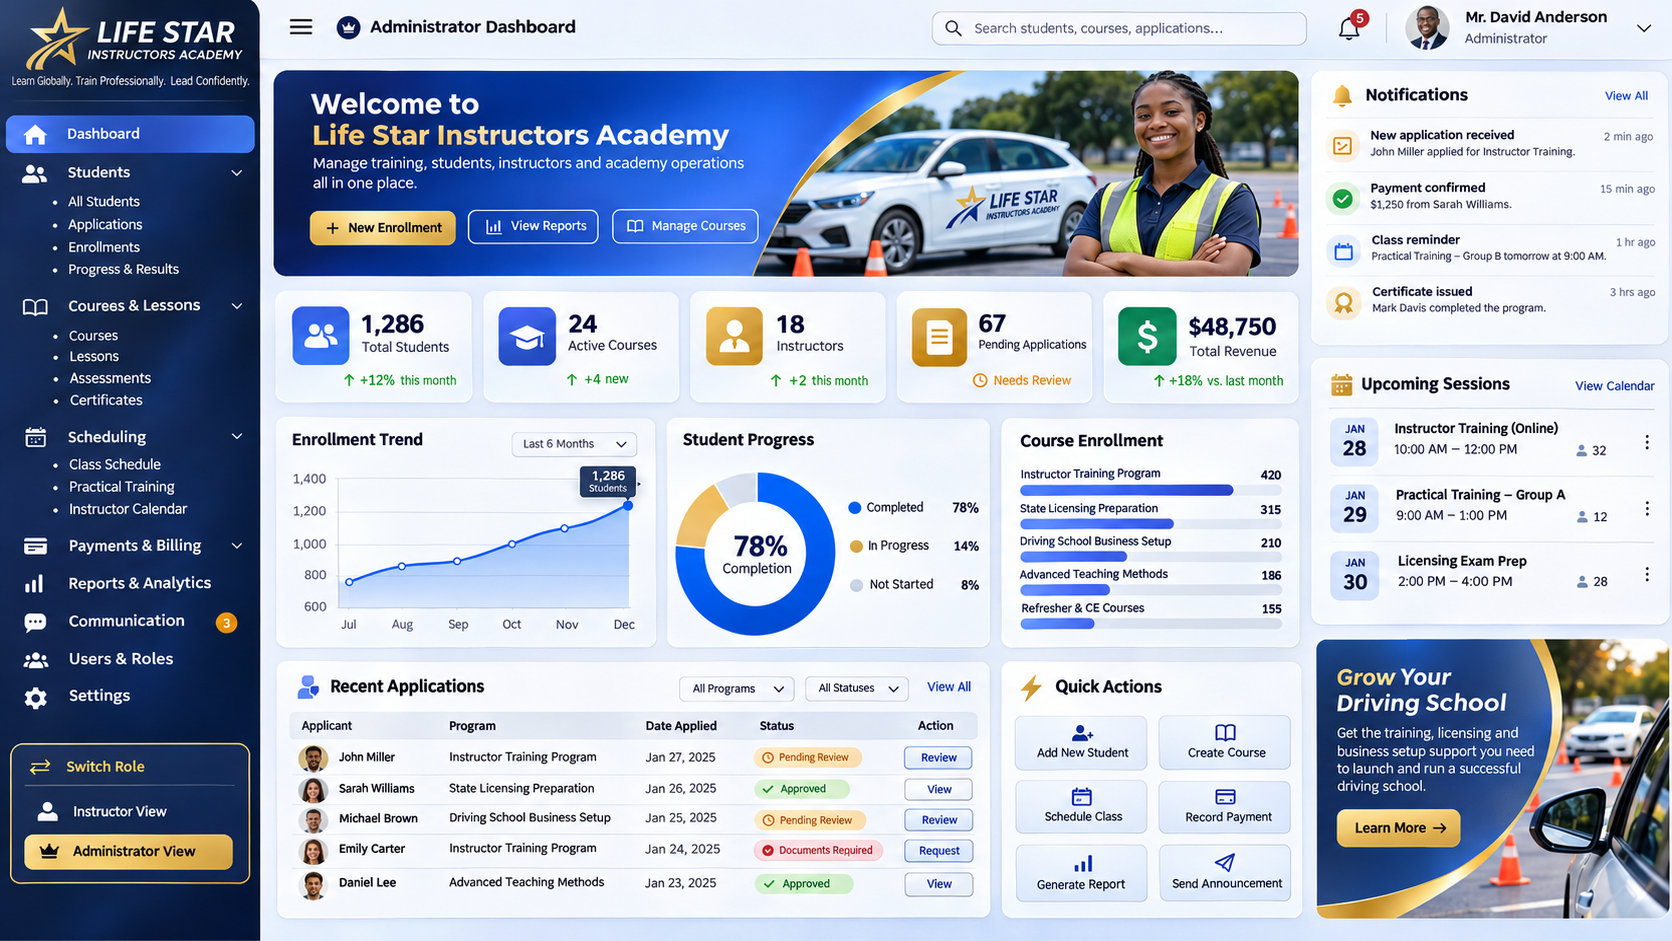 LIFE STAR
INSTRUCTORS ACADEMY
Learn Globally. Train Professionally. Lead Confidently.
Dashboard
Students
All Students
Applications
Enrollments
Progress & Results
Courees & Lessons
Courses
Lessons
Assessments
Certificates
Scheduling
Class Schedule
Practical Training
Instructor Calendar
Payments & Billing
Reports & Analytics
Communication 3
Users & Roles
Settings
Switch Role
Instructor View
Administrator View
Administrator Dashboard
Search students, courses, applications...
5
Mr. David Anderson
Administrator
Welcome to
Life Star Instructors Academy
Manage training, students, instructors and academy operations
all in one place.
+ New Enrollment
View Reports
Manage Courses
LIFE STAR
INSTRUCTORS ACADEMY
1,286
Total Students
↑ +12% this month
24
Active Courses
↑ +4 new
18
Instructors
↑ +2 this month
67
Pending Applications
Needs Review
$
$48,750
Total Revenue
↑ +18% vs. last month
Enrollment Trend
Last 6 Months
1,286
Students
1,400
1,200
1,000
800
600
Jul Aug Sep Oct Nov Dec
Student Progress
78%
Completion
Completed 78%
In Progress 14%
Not Started 8%
Course Enrollment
Instructor Training Program 420
State Licensing Preparation 315
Driving School Business Setup 210
Advanced Teaching Methods 186
Refresher & CE Courses 155
Recent Applications
All Programs
All Statuses
View All
Applicant Program Date Applied Status Action
John Miller Instructor Training Program Jan 27, 2025 Pending Review Review
Sarah Williams State Licensing Preparation Jan 26, 2025 Approved View
Michael Brown Driving School Business Setup Jan 25, 2025 Pending Review Review
Emily Carter Instructor Training Program Jan 24, 2025 Documents Required Request
Daniel Lee Advanced Teaching Methods Jan 23, 2025 Approved View
Quick Actions
Add New Student
Create Course
Schedule Class
Record Payment
Generate Report
Send Announcement
Notifications View All
New application received 2 min ago
John Miller applied for Instructor Training.
Payment confirmed 15 min ago
$1,250 from Sarah Williams.
Class reminder 1 hr ago
Practical Training – Group B tomorrow at 9:00 AM.
Certificate issued 3 hrs ago
Mark Davis completed the program.
Upcoming Sessions View Calendar
JAN
28
Instructor Training (Online)
10:00 AM – 12:00 PM 32
JAN
29
Practical Training – Group A
9:00 AM – 1:00 PM 12
JAN
30
Licensing Exam Prep
2:00 PM – 4:00 PM 28
Grow Your
Driving School
Get the training, licensing and
business setup support you need
to launch and run a successful
driving school.
Learn More →